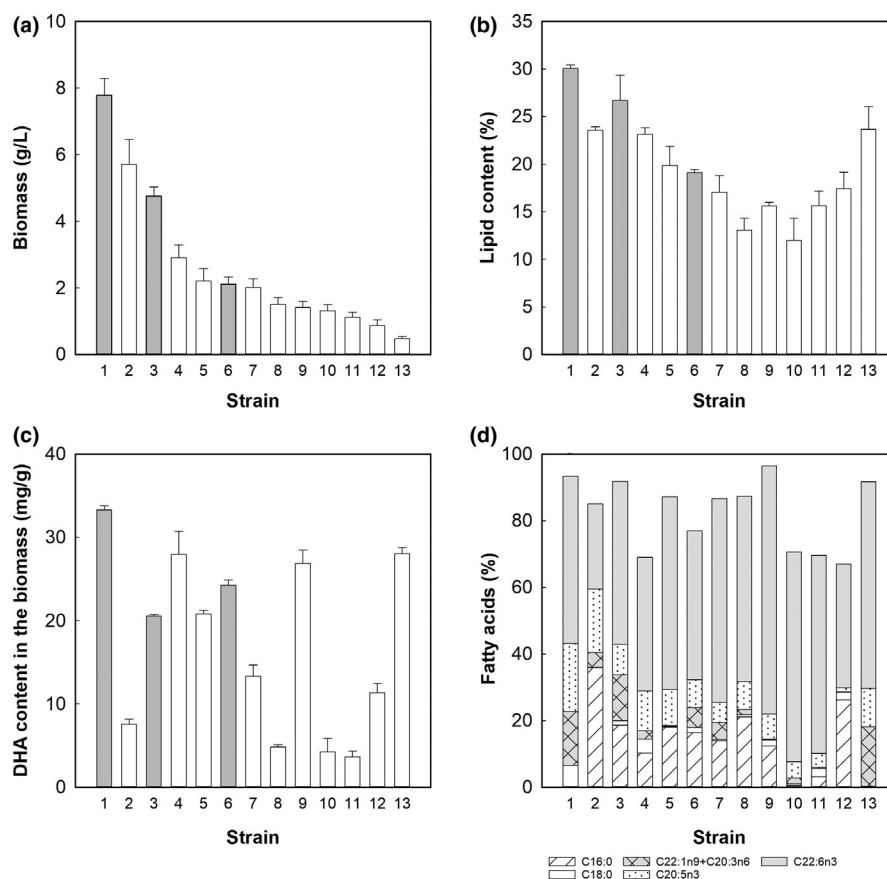 (a)
Biomass (g/L)
10
8
6
4
2
0
1 2 3 4 5 6 7 8 9 10 11 12 13
Strain
(b)
Lipid content (%)
35
30
25
20
15
10
5
0
1 2 3 4 5 6 7 8 9 10 11 12 13
Strain
(c)
DHA content in the biomass (mg/g)
40
30
20
10
0
1 2 3 4 5 6 7 8 9 10 11 12 13
Strain
(d)
Fatty acids (%)
100
80
60
40
20
0
1 2 3 4 5 6 7 8 9 10 11 12 13
Strain
C16:0 C22:1n9+C20:3n6 C22:6n3
C18:0 C20:5n3